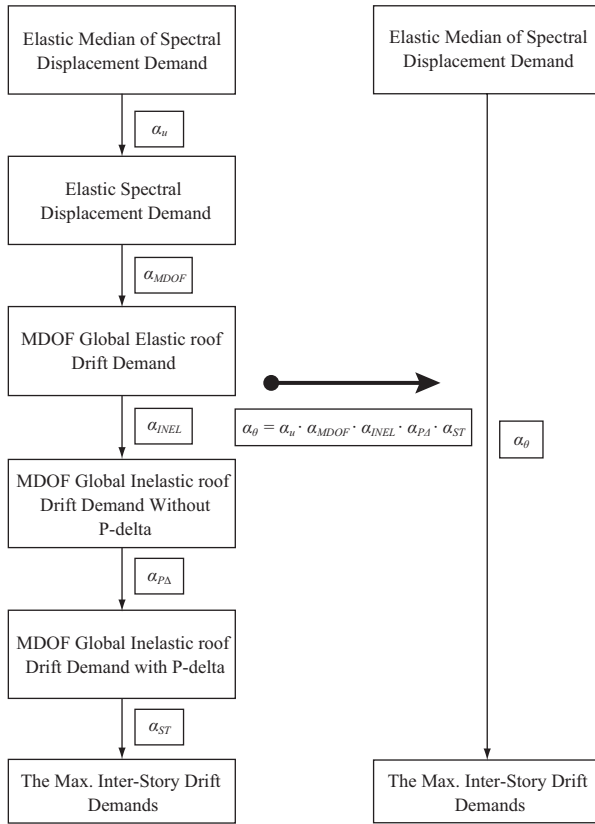 Elastic Median of Spectral
Displacement Demand
α_u
Elastic Spectral
Displacement Demand
α_MDOF
MDOF Global Elastic roof
Drift Demand
α_INEL
MDOF Global Inelastic roof
Drift Demand Without
P-delta
α_PΔ
MDOF Global Inelastic roof
Drift Demand with P-delta
α_ST
The Max. Inter-Story Drift
Demands
α_θ = α_u · α_MDOF · α_INEL · α_PΔ · α_ST
Elastic Median of Spectral
Displacement Demand
α_θ
The Max. Inter-Story Drift
Demands